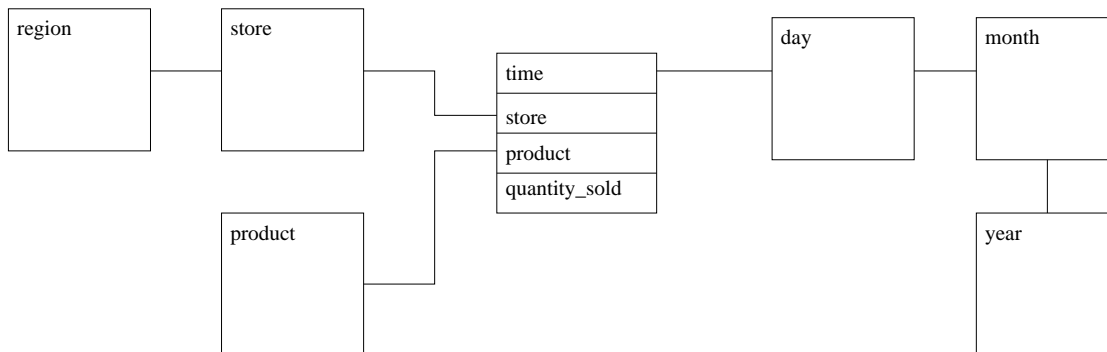 region
store
time
store
product
quantity_sold
day
month
product
year